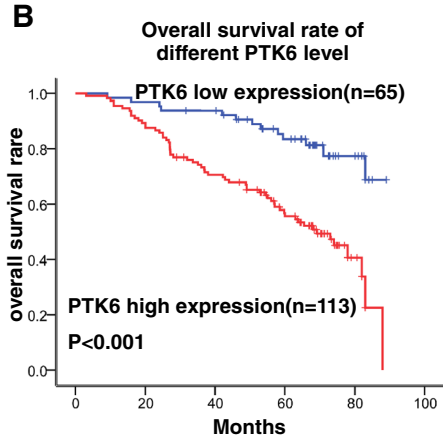 B
Overall survival rate of
different PTK6 level
PTK6 low expression(n=65)
overall survival rare
1.0
0.8
0.6
0.4
0.2
0.0
PTK6 high expression(n=113)
P<0.001
0 20 40 60 80 100
Months